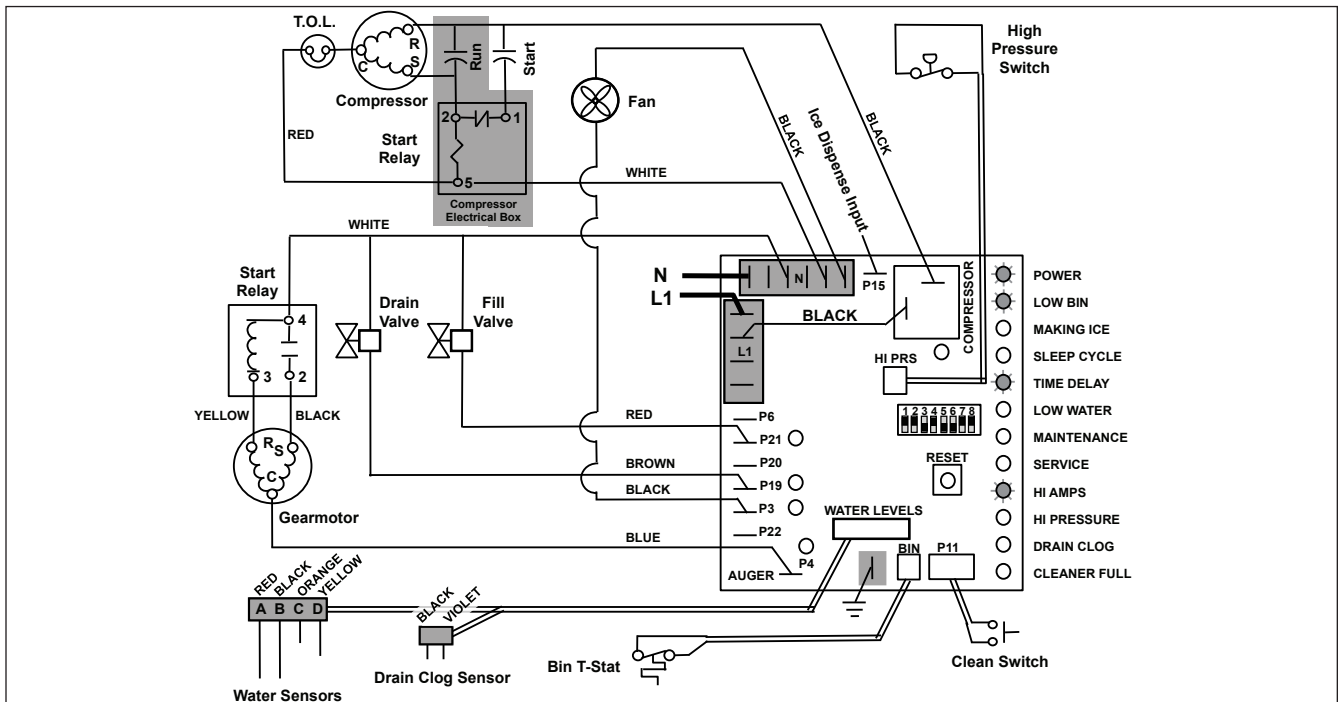 T.O.L.
R
S
C
Compressor
Run
Start
2
1
5
Start
Relay
Compressor
Electrical Box
RED
WHITE
Fan
BLACK
Ice Dispense Input
BLACK
High
Pressure
Switch
WHITE
Start
Relay
4
3
2
YELLOW
BLACK
R
S
C
Gearmotor
Drain
Valve
Fill
Valve
N
L1
N
P15
L1
BLACK
COMPRESSOR
HI PRS
1 2 3 4 5 6 7 8
RESET
RED
BROWN
BLACK
BLUE
P6
P21
P20
P19
P3
P22
P4
AUGER
WATER LEVELS
BIN
P11
POWER
LOW BIN
MAKING ICE
SLEEP CYCLE
TIME DELAY
LOW WATER
MAINTENANCE
SERVICE
HI AMPS
HI PRESSURE
DRAIN CLOG
CLEANER FULL
RED
BLACK
ORANGE
YELLOW
A B C D
Water Sensors
BLACK
VIOLET
Drain Clog Sensor
Bin T-Stat
Clean Switch